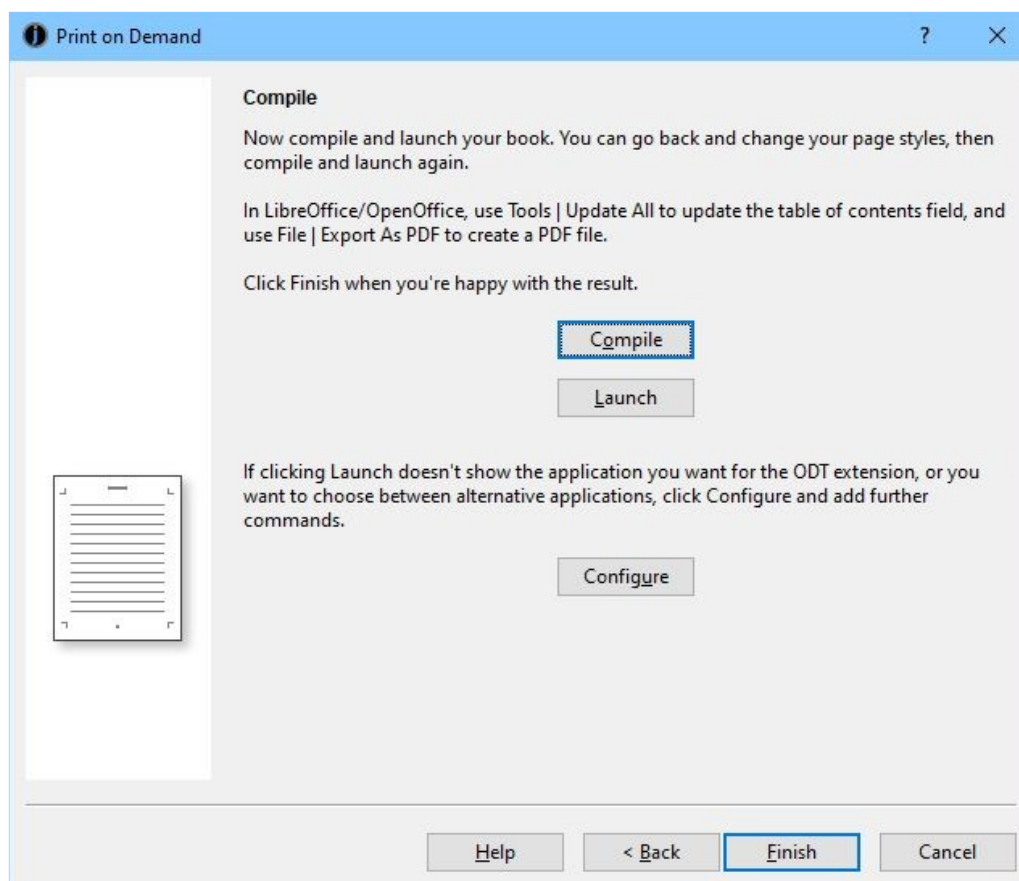 Print on Demand
?
Compile
Now compile and launch your book. You can go back and change your page styles, then
compile and launch again.
In LibreOffice/OpenOffice, use Tools | Update All to update the table of contents field, and
use File | Export As PDF to create a PDF file.
Click Finish when you're happy with the result.
Compile
Launch
If clicking Launch doesn't show the application you want for the ODT extension, or you
want to choose between alternative applications, click Configure and add further
commands.
Configure
Help
< Back
Finish
Cancel